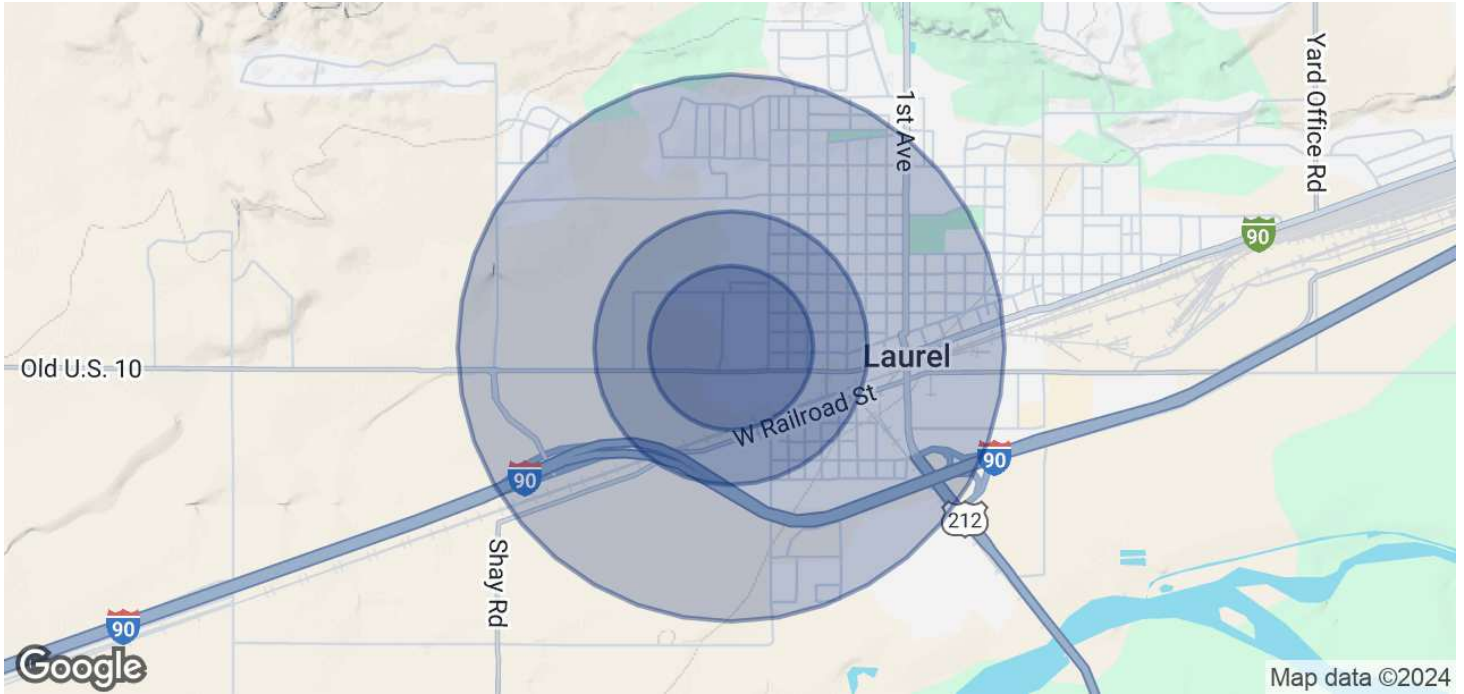 Yard Office Rd
1st Ave
90
Old U.S. 10
Laurel
W Railroad St
90
90
212
Shay Rd
90
Google
Map data ©2024